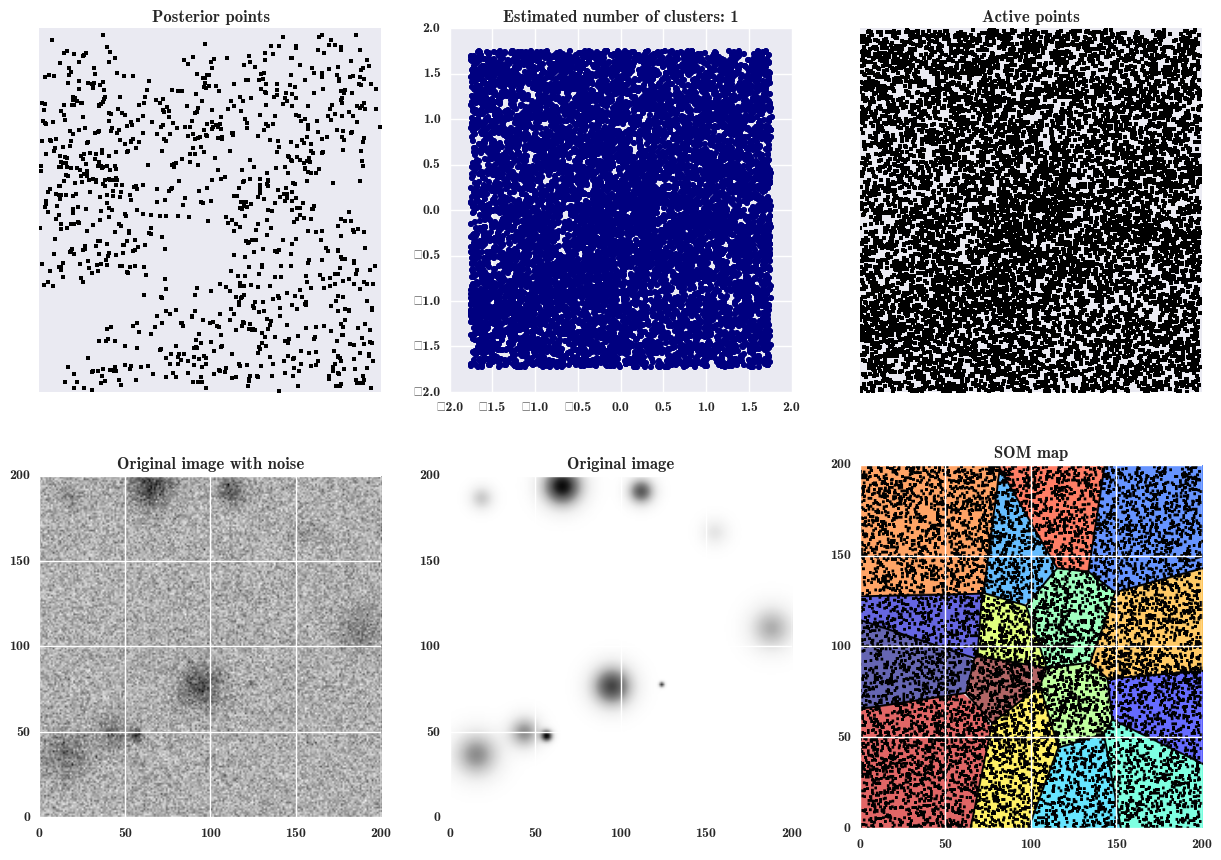 Posterior points
Estimated number of clusters: 1
Active points
2.0
1.5
1.0
0.5
0.0
□0.5
□1.0
□1.5
□2.0
□2.0 □1.5 □1.0 □0.5 0.0 0.5 1.0 1.5 2.0
Original image with noise
Original image
SOM map
200
150
100
50
0
0 50 100 150 200
200
150
100
50
0
0 50 100 150 200
200
150
100
50
0
0 50 100 150 200